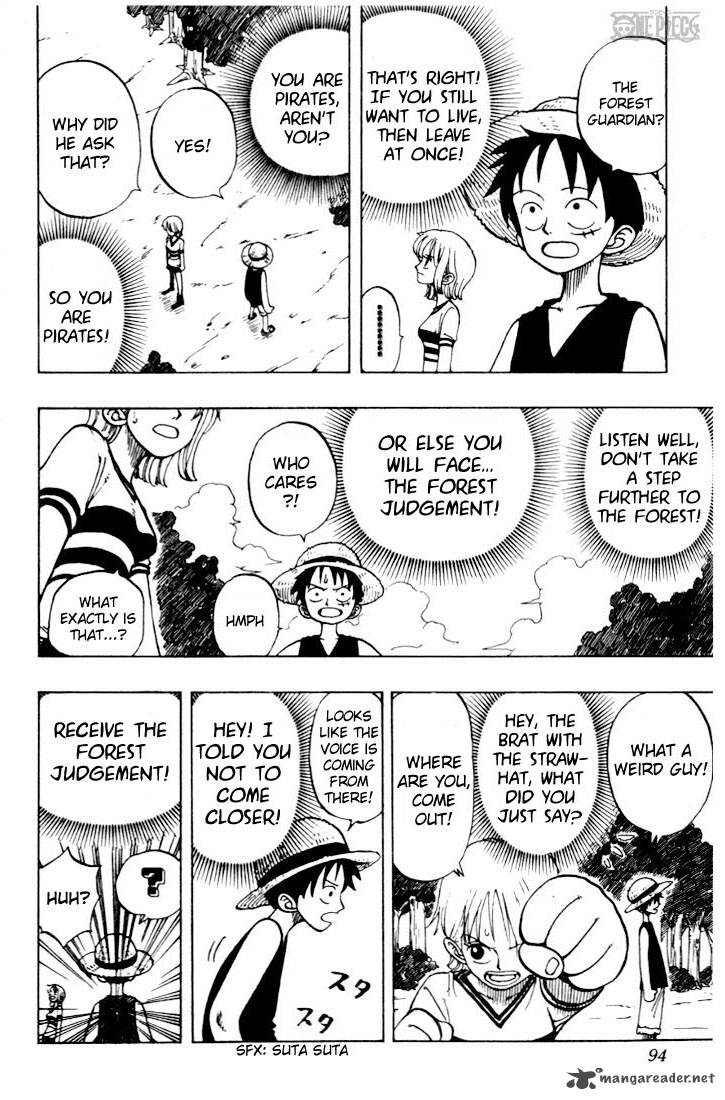 ONE PIECE
THE
FOREST
GUARDIAN?
THAT'S RIGHT!
IF YOU STILL
WANT TO LIVE,
THEN LEAVE
AT ONCE!
.........
YOU ARE
PIRATES,
AREN'T
YOU?
YES!
WHY DID
HE ASK
THAT?
SO YOU
ARE
PIRATES!
LISTEN WELL,
DON'T TAKE
A STEP
FURTHER TO
THE FOREST!
OR ELSE YOU
WILL FACE...
THE FOREST
JUDGEMENT!
WHO
CARES
?!
HMPH
WHAT
EXACTLY IS
THAT...?
WHAT A
WEIRD GUY!
HEY, THE
BRAT WITH
THE STRAW-
HAT, WHAT
DID YOU
JUST SAY?
WHERE
ARE YOU,
COME
OUT!
LOOKS
LIKE THE
VOICE IS
COMING
FROM
THERE!
HEY! I
TOLD YOU
NOT TO
COME
CLOSER!
スタ
スタ
SFX: SUTA SUTA
RECEIVE THE
FOREST
JUDGEMENT!
?
HUH?
94
mangareader.net